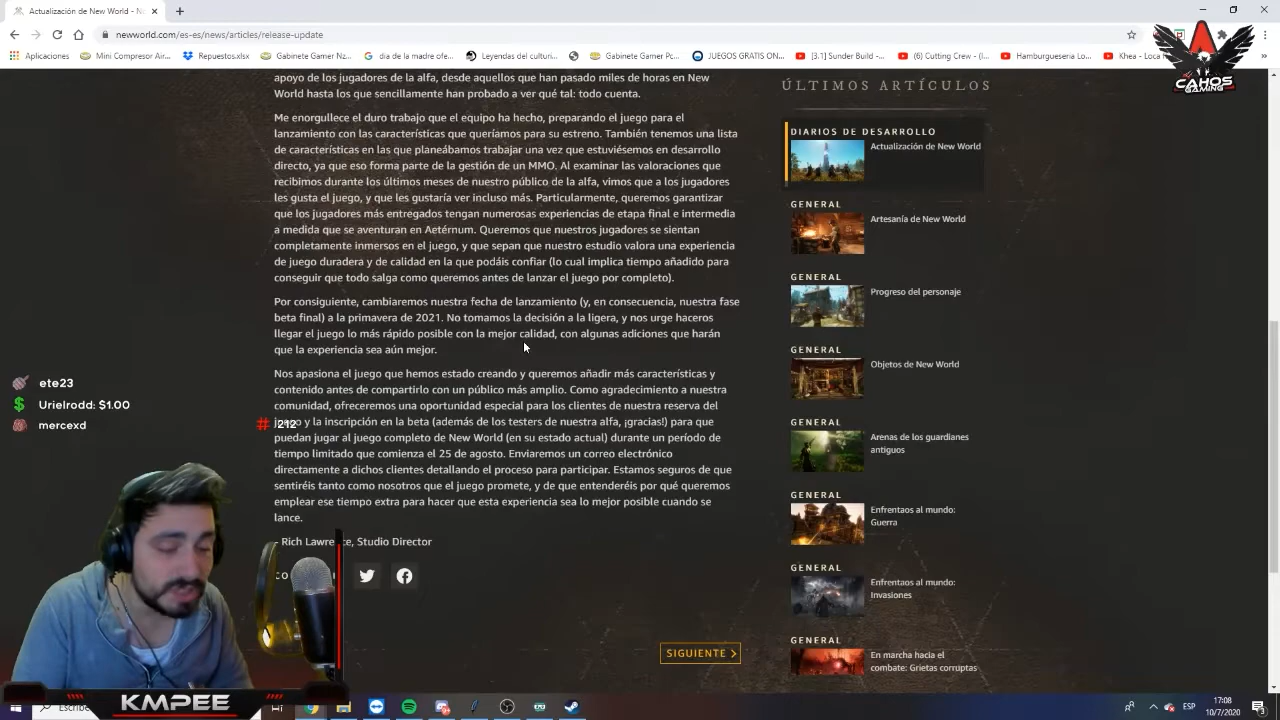 Actualización de New World - No
newworld.com/es-es/news/articles/release-update
Aplicaciones
Mini Compresor Air...
Repuestos.xlsx
Gabinete Gamer Nz...
dia de la madre ofe...
Leyendas del culturi...
Gabinete Gamer Pc...
JUEGOS GRATIS ON...
[3.1] Sunder Build -...
(6) Cutting Crew - (I...
Hamburgueseria Lo...
Khea - Loca
CAHOS
GAMING
apoyo de los jugadores de la alfa, desde aquellos que han pasado miles de horas en New
World hasta los que sencillamente han probado a ver qué tal: todo cuenta.
Me enorgullece el duro trabajo que el equipo ha hecho, preparando el juego para el
lanzamiento con las características que queríamos para su estreno. También tenemos una lista
de características en las que planeábamos trabajar una vez que estuviésemos en desarrollo
directo, ya que eso forma parte de la gestión de un MMO. Al examinar las valoraciones que
recibimos durante los últimos meses de nuestro público de la alfa, vimos que a los jugadores
les gusta el juego, y que les gustaría ver incluso más. Particularmente, queremos garantizar
que los jugadores más entregados tengan numerosas experiencias de etapa final e intermedia
a medida que se aventuran en Aetérnum. Queremos que nuestros jugadores se sientan
completamente inmersos en el juego, y que sepan que nuestro estudio valora una experiencia
de juego duradera y de calidad en la que podáis confiar (lo cual implica tiempo añadido para
conseguir que todo salga como queremos antes de lanzar el juego por completo).
Por consiguiente, cambiaremos nuestra fecha de lanzamiento (y, en consecuencia, nuestra fase
beta final) a la primavera de 2021. No tomamos la decisión a la ligera, y nos urge haceros
llegar el juego lo más rápido posible con la mejor calidad, con algunas adiciones que harán
que la experiencia sea aún mejor.
Nos apasiona el juego que hemos estado creando y queremos añadir más características y
contenido antes de compartirlo con un público más amplio. Como agradecimiento a nuestra
comunidad, ofreceremos una oportunidad especial para los clientes de nuestra reserva del
juego y la inscripción en la beta (además de los testers de nuestra alfa, ¡gracias!) para que
puedan jugar al juego completo de New World (en su estado actual) durante un período de
tiempo limitado que comienza el 25 de agosto. Enviaremos un correo electrónico
directamente a dichos clientes detallando el proceso para participar. Estamos seguros de que
sentiréis tanto como nosotros que el juego promete, y de que entenderéis por qué queremos
emplear ese tiempo extra para hacer que esta experiencia sea lo mejor posible cuando se
lance.
- Rich Lawrence, Studio Director
SIGUIENTE
ÚLTIMOS ARTÍCULOS
DIARIOS DE DESARROLLO
Actualización de New World
GENERAL
Artesanía de New World
GENERAL
Progreso del personaje
GENERAL
Objetos de New World
GENERAL
Arenas de los guardianes
antiguos
GENERAL
Enfrentaos al mundo:
Guerra
GENERAL
Enfrentaos al mundo:
Invasiones
GENERAL
En marcha hacia el
combate: Grietas corruptas
ete23
Urielrodd: $1.00
mercexd
# 212
KMPEE
ESP
17:08
10/7/2020